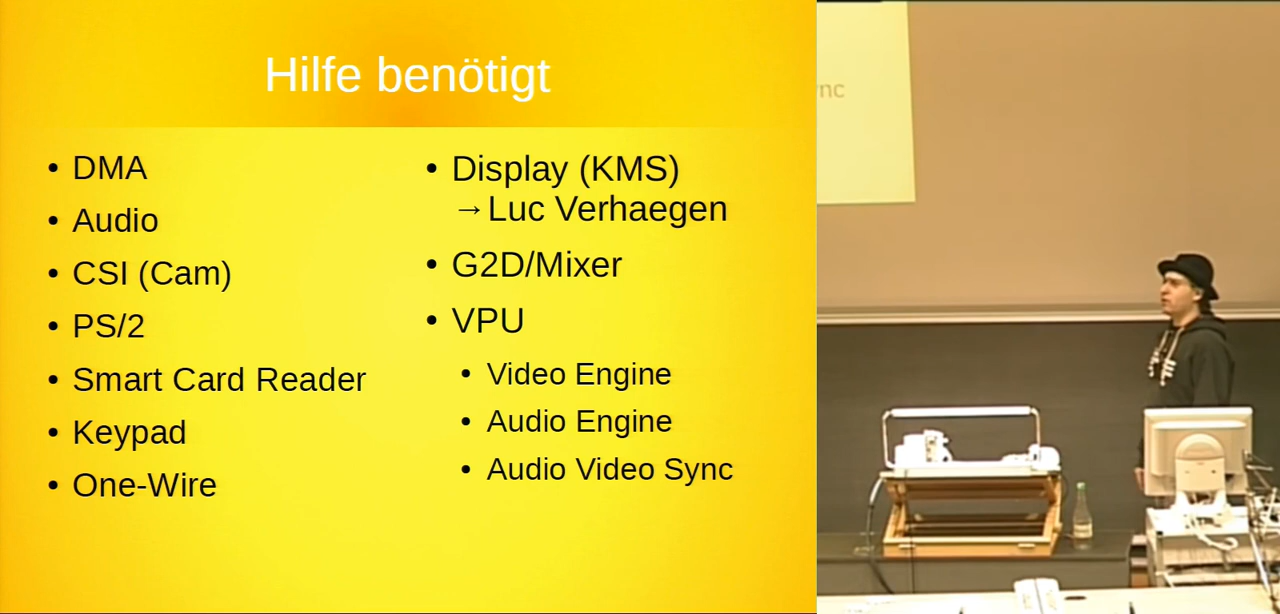 Hilfe benötigt
• DMA
• Audio
• CSI (Cam)
• PS/2
• Smart Card Reader
• Keypad
• One-Wire
• Display (KMS)
→Luc Verhaegen
• G2D/Mixer
• VPU
• Video Engine
• Audio Engine
• Audio Video Sync